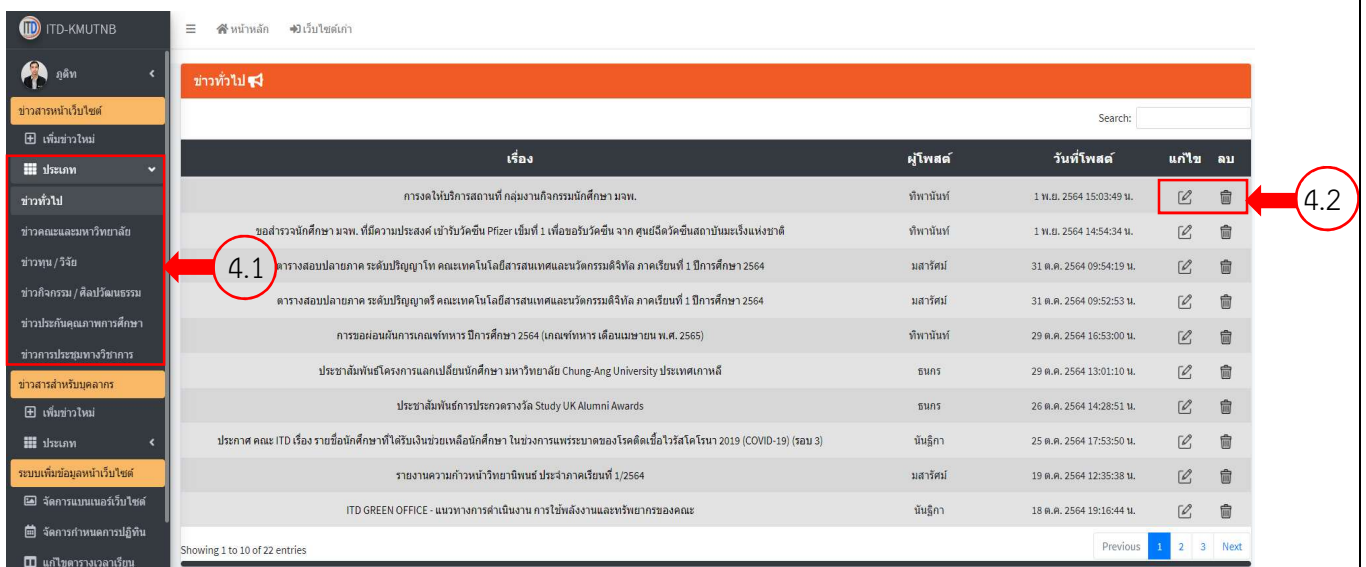 ITD-KMUTNB
หน้าหลัก เว็บไซต์เก่า
ภูดิท
ข่าวสารหน้าเว็บไซต์
เพิ่มข่าวใหม่
ประเภท
ข่าวทั่วไป
ข่าวคณะและมหาวิทยาลัย
ข่าวทุน / วิจัย
ข่าวกิจกรรม / ศิลปวัฒนธรรม
ข่าวประกันคุณภาพการศึกษา
ข่าวการประชุมทางวิชาการ
ข่าวสารสำหรับบุคลากร
เพิ่มข่าวใหม่
ประเภท
ระบบเพิ่มข้อมูลหน้าเว็บไซต์
จัดการแบนเนอร์เว็บไซต์
จัดการกำหนดการปฏิทิน
แก้ไขตารางเวลาเรียน
4.1
ข่าวทั่วไป
Search:
เรื่อง ผู้โพสต์ วันที่โพสต์ แก้ไข ลบ
การงดให้บริการสถานที่ กลุ่มงานกิจกรรมนักศึกษา มจพ. ทิพานันท์ 1 พ.ย. 2564 15:03:49 น.
ขอสำรวจนักศึกษา มจพ. ที่มีความประสงค์ เข้ารับวัคซีน Pfizer เข็มที่ 1 เพื่อขอรับวัคซีน จาก ศูนย์ฉีดวัคซีนสถาบันมะเร็งแห่งชาติ ทิพานันท์ 1 พ.ย. 2564 14:54:34 น.
ตารางสอบปลายภาค ระดับปริญญาโท คณะเทคโนโลยีสารสนเทศและนวัตกรรมดิจิทัล ภาคเรียนที่ 1 ปีการศึกษา 2564 มสารัศม์ 31 ต.ค. 2564 09:54:19 น.
ตารางสอบปลายภาค ระดับปริญญาตรี คณะเทคโนโลยีสารสนเทศและนวัตกรรมดิจิทัล ภาคเรียนที่ 1 ปีการศึกษา 2564 มสารัศม์ 31 ต.ค. 2564 09:52:53 น.
การขอผ่อนผันการเกณฑ์ทหาร ปีการศึกษา 2564 (เกณฑ์ทหาร เดือนเมษายน พ.ศ. 2565) ทิพานันท์ 29 ต.ค. 2564 16:53:00 น.
ประชาสัมพันธ์โครงการแลกเปลี่ยนนักศึกษา มหาวิทยาลัย Chung-Ang University ประเทศเกาหลี ธนกร 29 ต.ค. 2564 13:01:10 น.
ประชาสัมพันธ์การประกวดรางวัล Study UK Alumni Awards ธนกร 26 ต.ค. 2564 14:28:51 น.
ประกาศ คณะ ITD เรื่อง รายชื่อนักศึกษาที่ได้รับเงินช่วยเหลือนักศึกษา ในช่วงการแพร่ระบาดของโรคติดเชื้อไวรัสโคโรนา 2019 (COVID-19) (รอบ 3) นันฐิกา 25 ต.ค. 2564 17:53:50 น.
รายงานความก้าวหน้าวิทยานิพนธ์ ประจำภาคเรียนที่ 1/2564 มสารัศม์ 19 ต.ค. 2564 12:35:38 น.
ITD GREEN OFFICE - แนวทางการดำเนินงาน การใช้พลังงานและทรัพยากรของคณะ นันฐิกา 18 ต.ค. 2564 19:16:44 น.
Showing 1 to 10 of 22 entries
Previous 1 2 3 Next
4.2